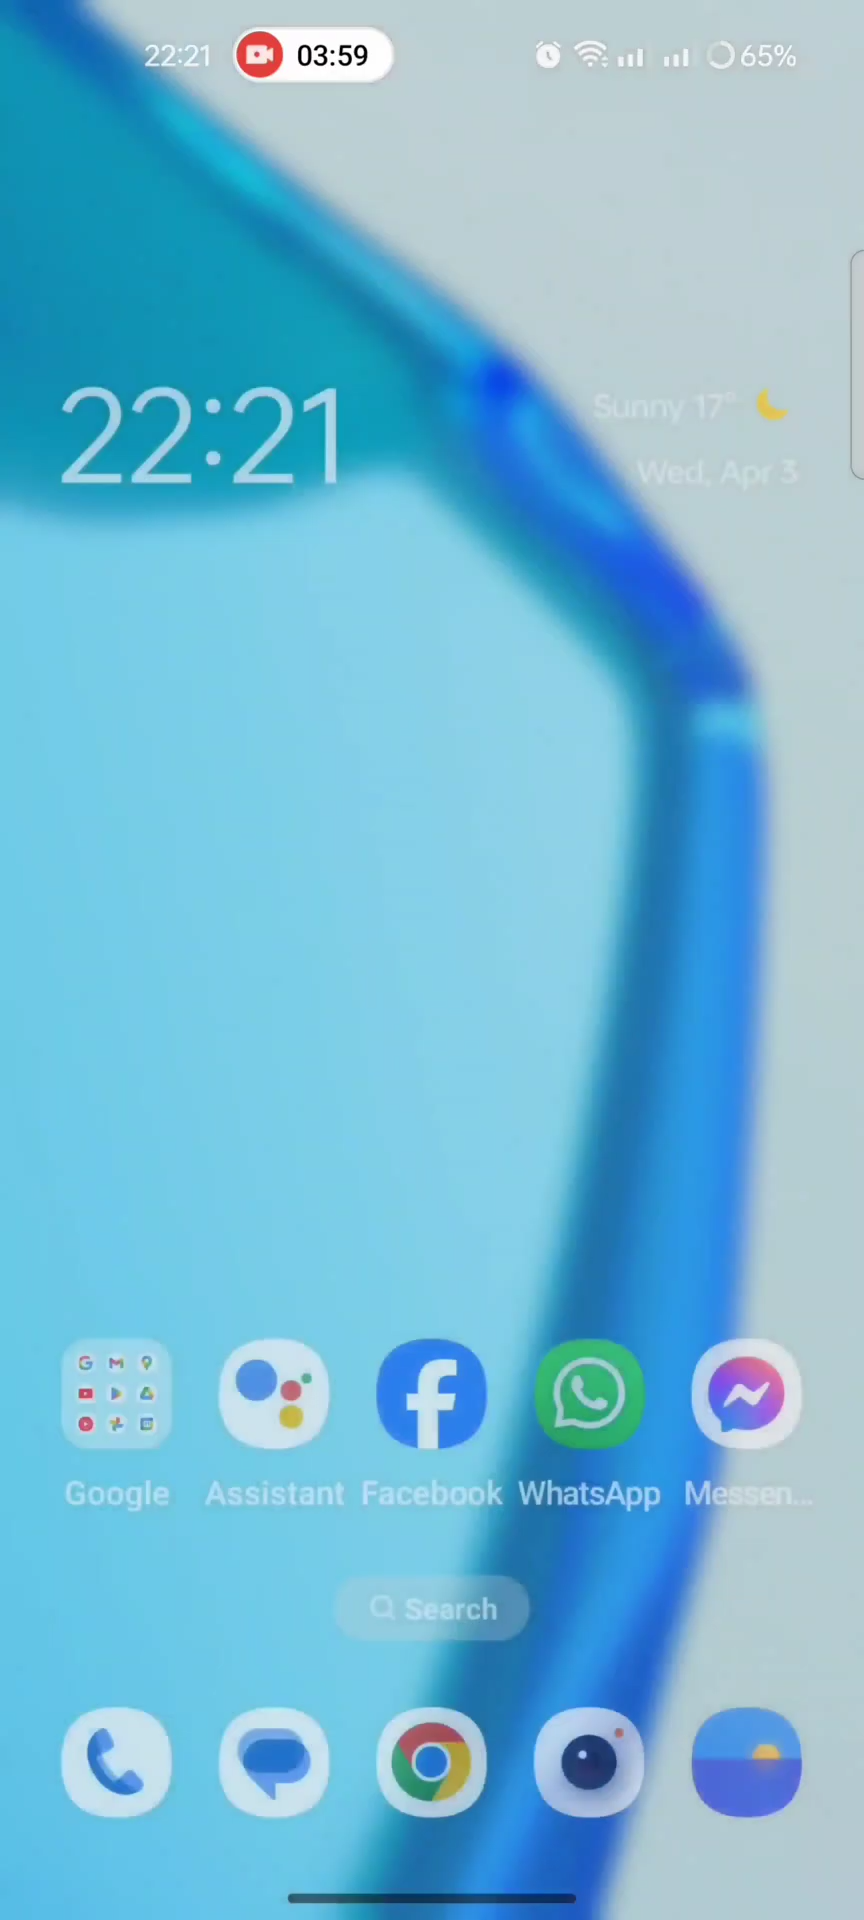 22:21 03:59 65%
22:21
Sunny 17°
Wed, Apr 3
Google Assistant Facebook WhatsApp Messen...
Search